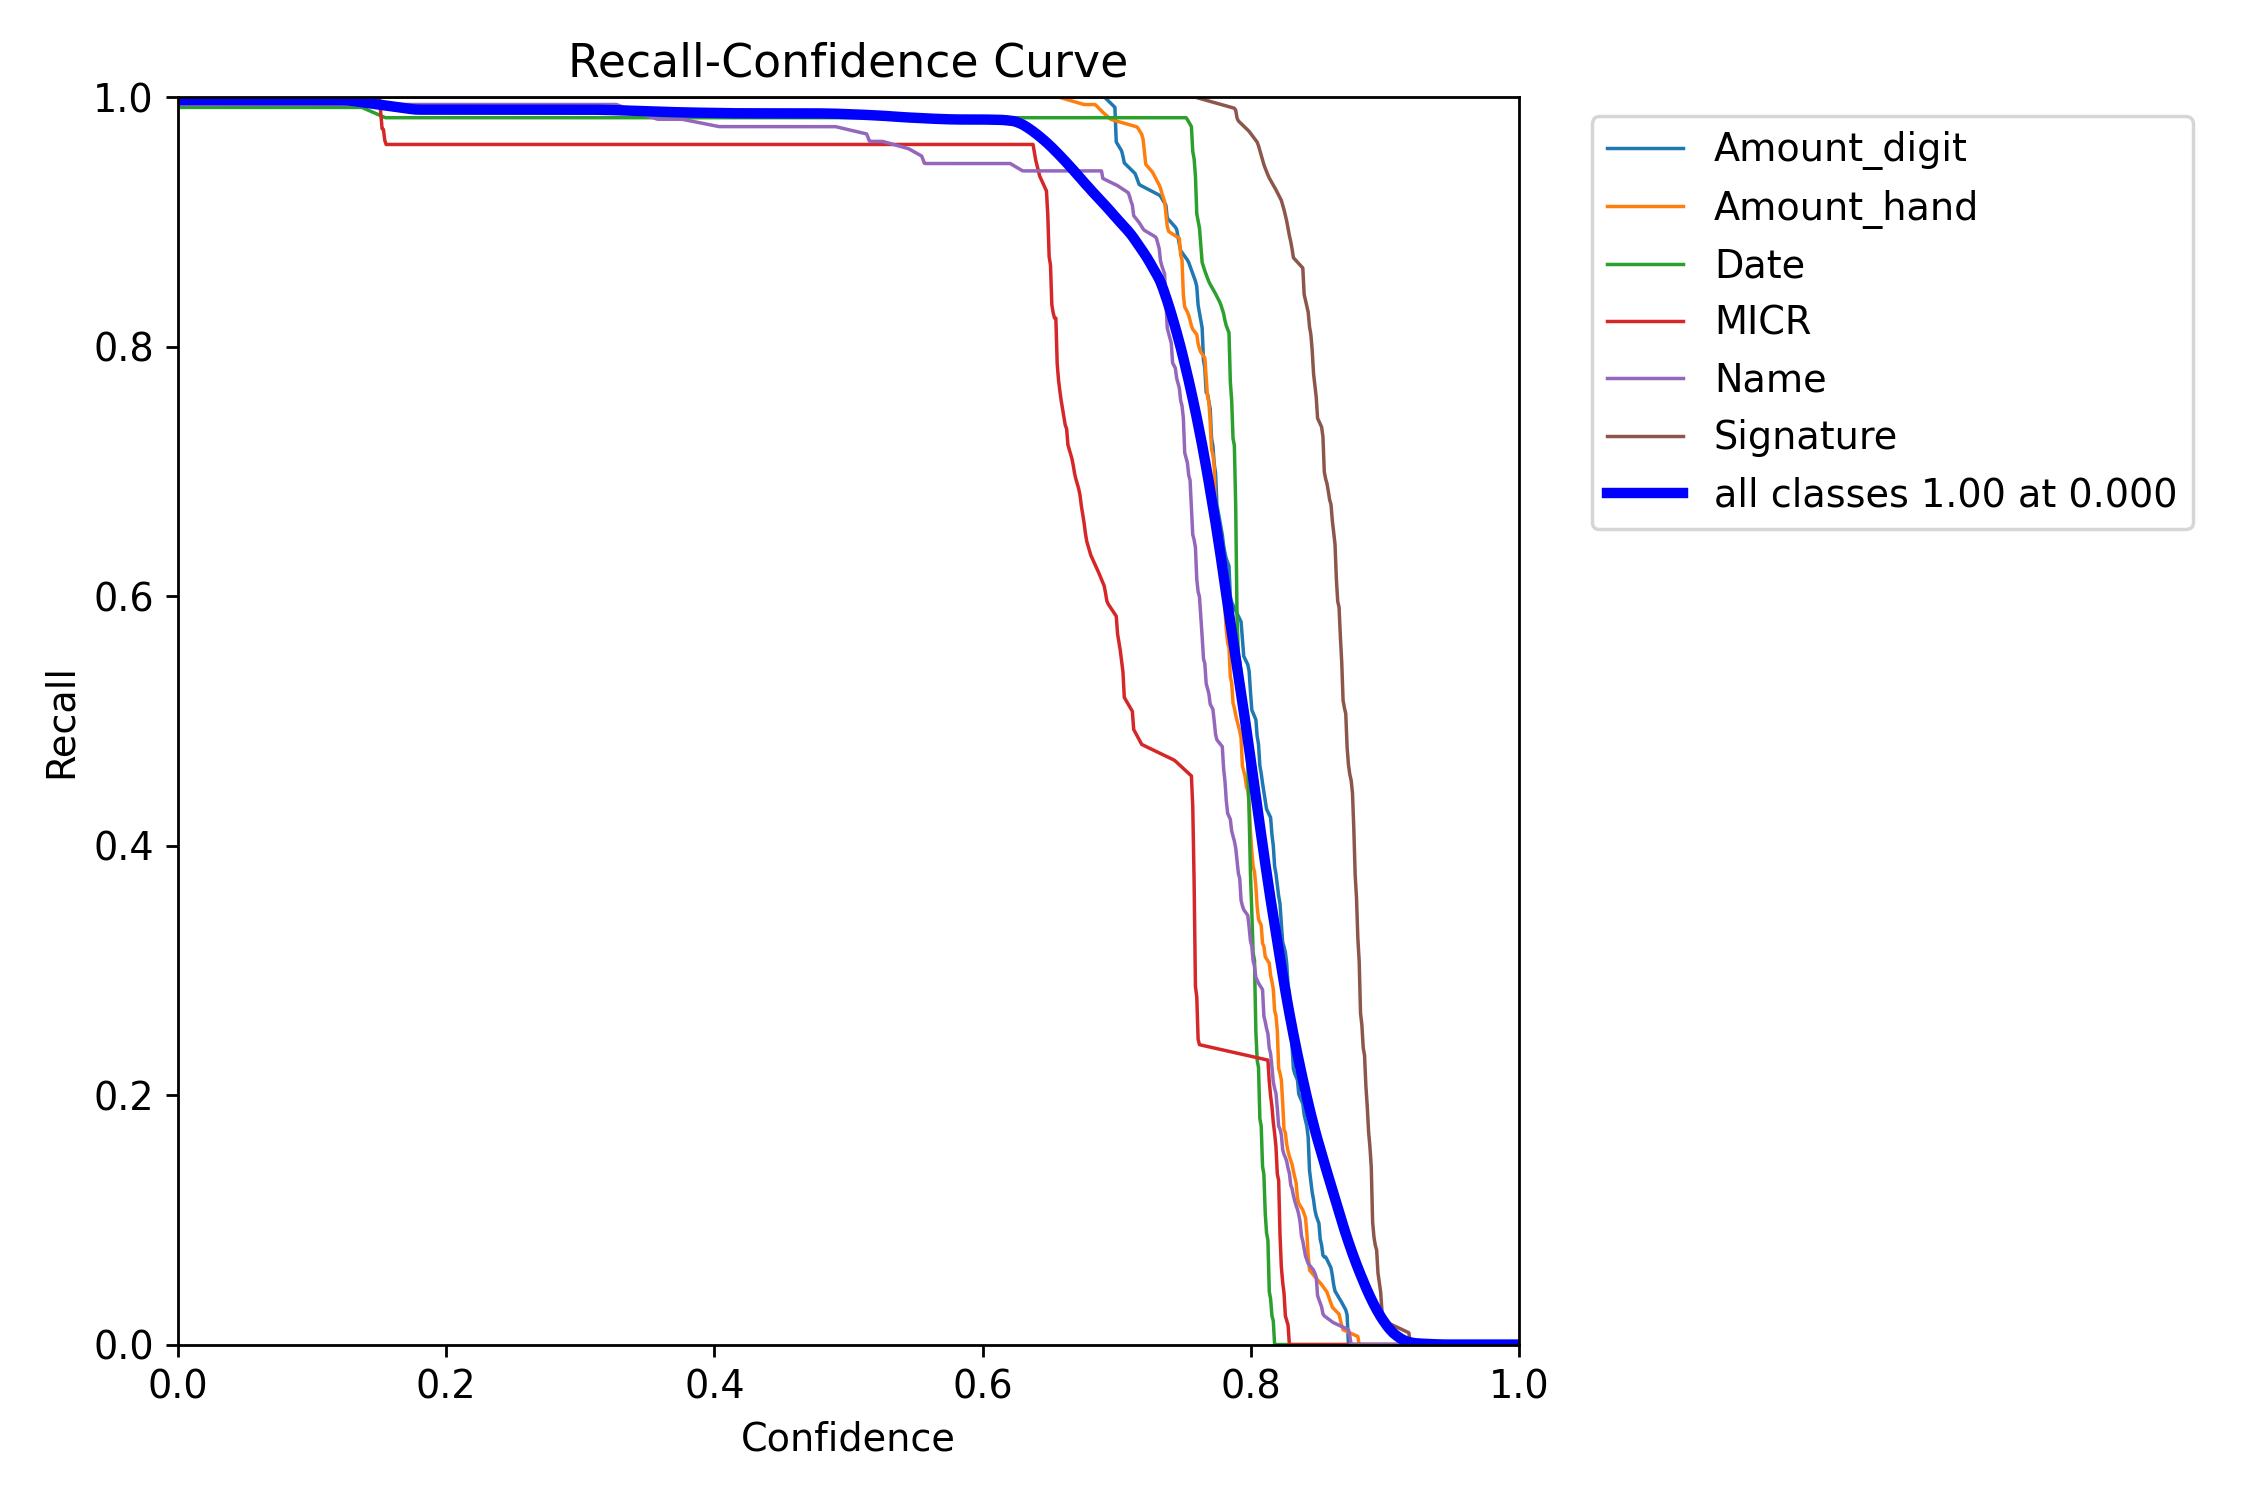 Recall-Confidence Curve
Recall
1.0
0.8
0.6
0.4
0.2
0.0
0.0 0.2 0.4 0.6 0.8 1.0
Confidence
Amount_digit
Amount_hand
Date
MICR
Name
Signature
all classes 1.00 at 0.000